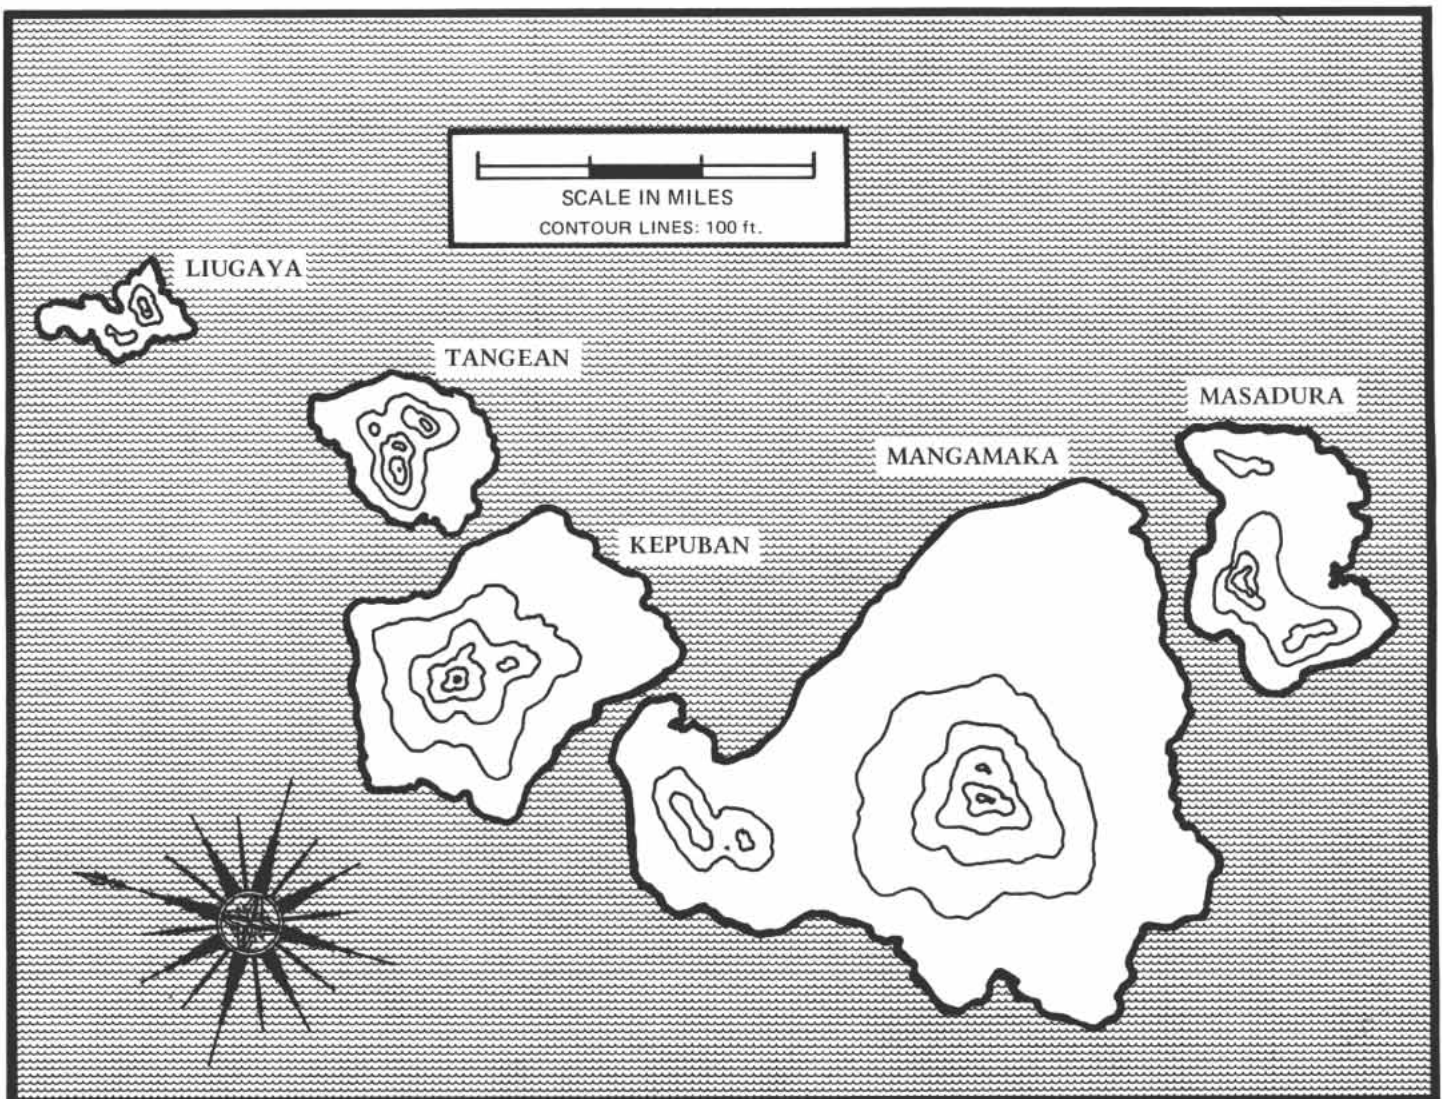 SCALE IN MILES
CONTOUR LINES: 100 ft.
LIUGAYA
TANGEAN
MASADURA
MANGAMAKA
KEPUBAN